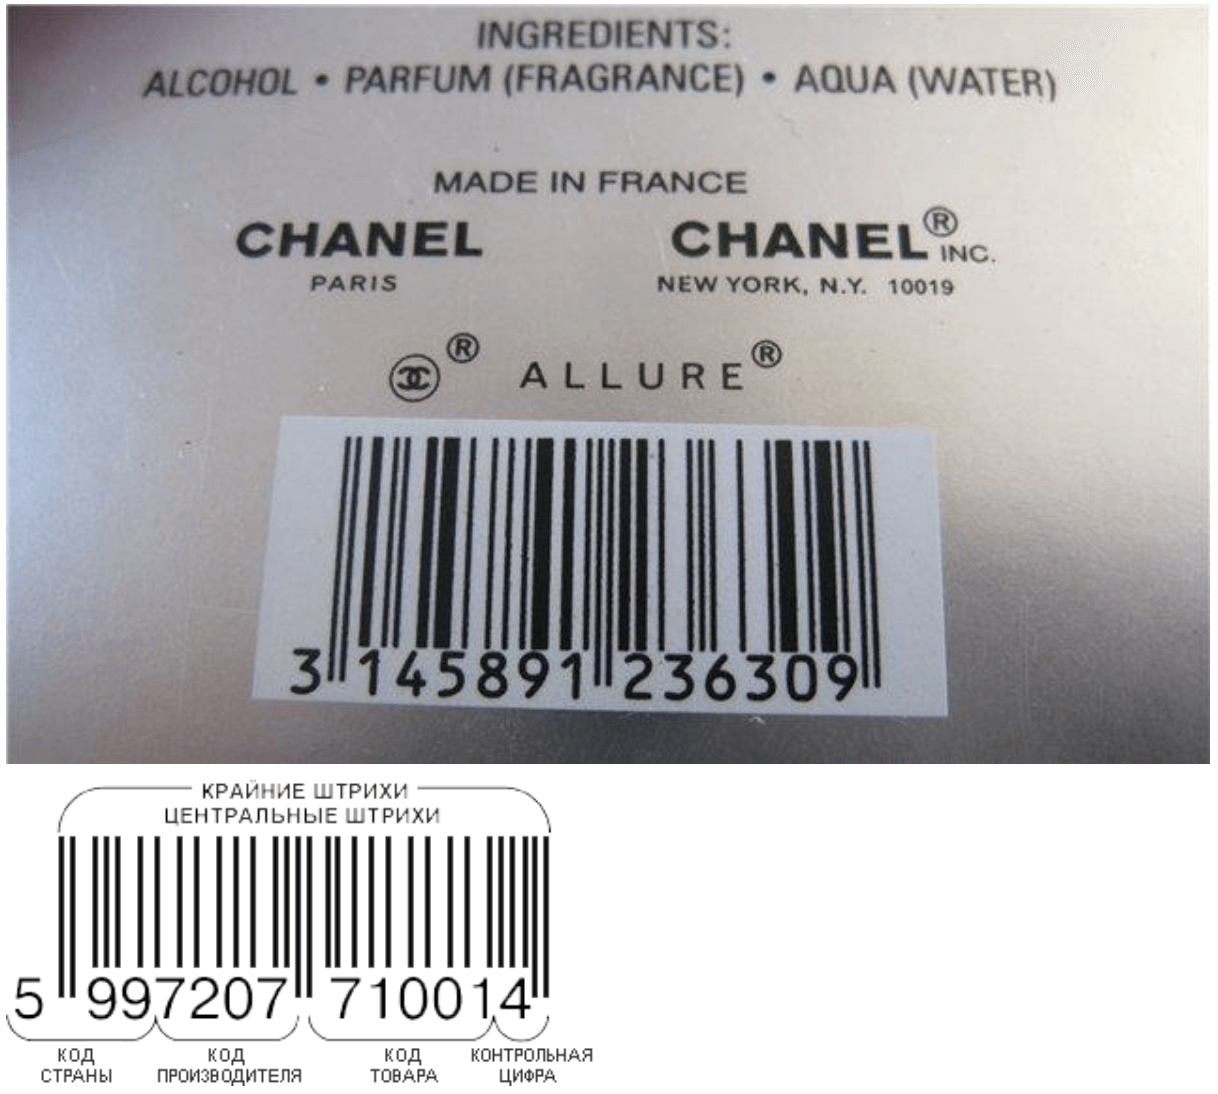 INGREDIENTS:
ALCOHOL • PARFUM (FRAGRANCE) • AQUA (WATER)
MADE IN FRANCE
CHANEL CHANEL® INC.
PARIS NEW YORK, N.Y. 10019
® ALLURE®
3 145891 236309
КРАЙНИЕ ШТРИХИ
ЦЕНТРАЛЬНЫЕ ШТРИХИ
5 997207 710014
КОД СТРАНЫ
КОД ПРОИЗВОДИТЕЛЯ
КОД ТОВАРА
КОНТРОЛЬНАЯ ЦИФРА